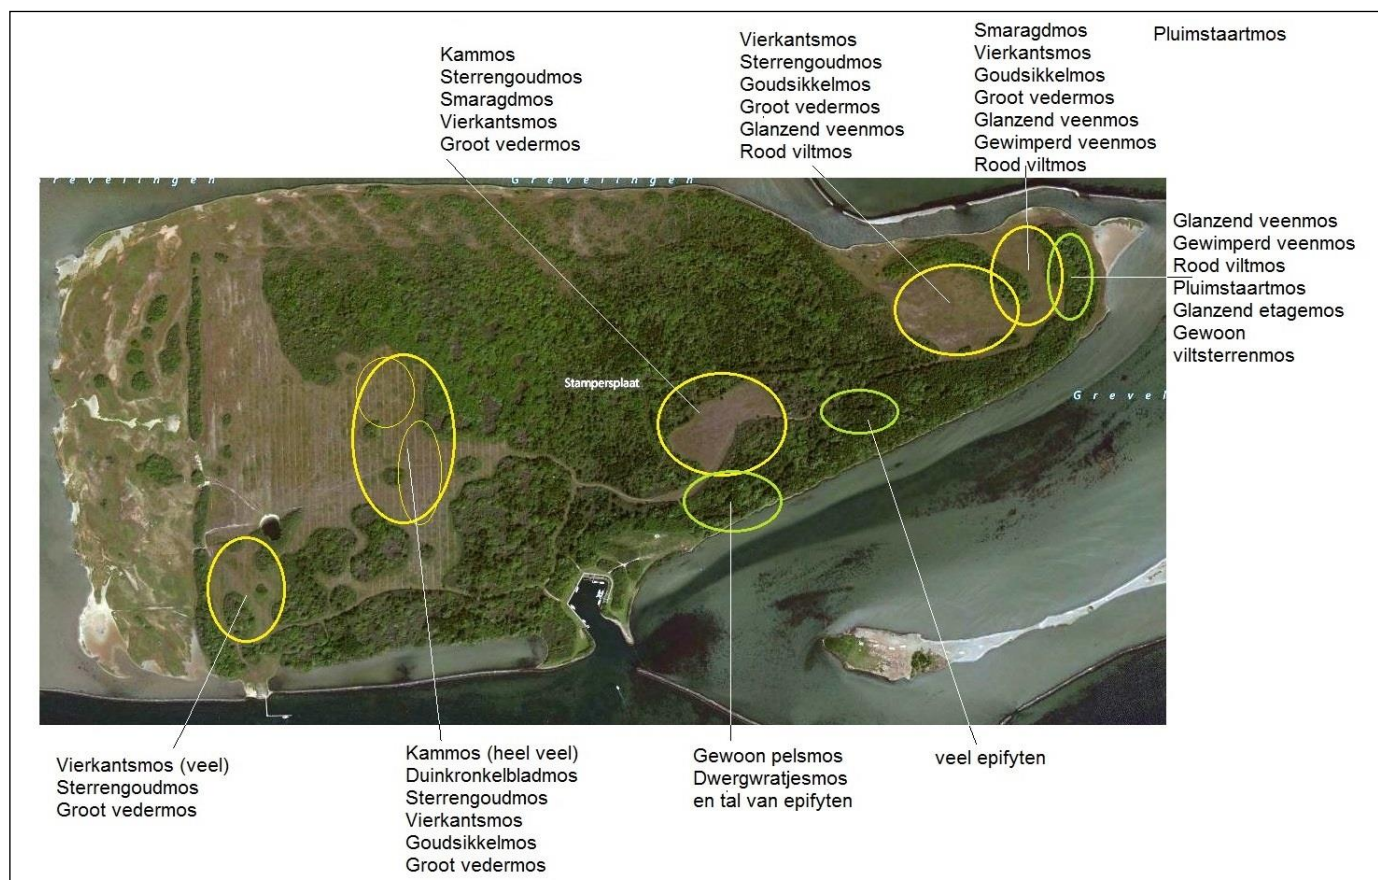 Kammos
Sterrengoudmos
Smaragdmos
Vierkantsmos
Groot vedermos
Vierkantsmos
Sterrengoudmos
Goudsikkelmos
Groot vedermos
Glanzend veenmos
Rood viltmos
Smaragdmos
Vierkantsmos
Goudsikkelmos
Groot vedermos
Glanzend veenmos
Gewimperd veenmos
Rood viltmos
Pluimstaartmos
Glanzend veenmos
Gewimperd veenmos
Rood viltmos
Pluimstaartmos
Glanzend etagemos
Gewoon
viltsterrenmos
revelingen
Grevelingen
Stampersplaat
Grevel
Vierkantsmos (veel)
Sterrengoudmos
Groot vedermos
Kammos (heel veel)
Duinkronkelbladmos
Sterrengoudmos
Vierkantsmos
Goudsikkelmos
Groot vedermos
Gewoon pelsmos
Dwergwratjesmos
en tal van epifyten
veel epifyten